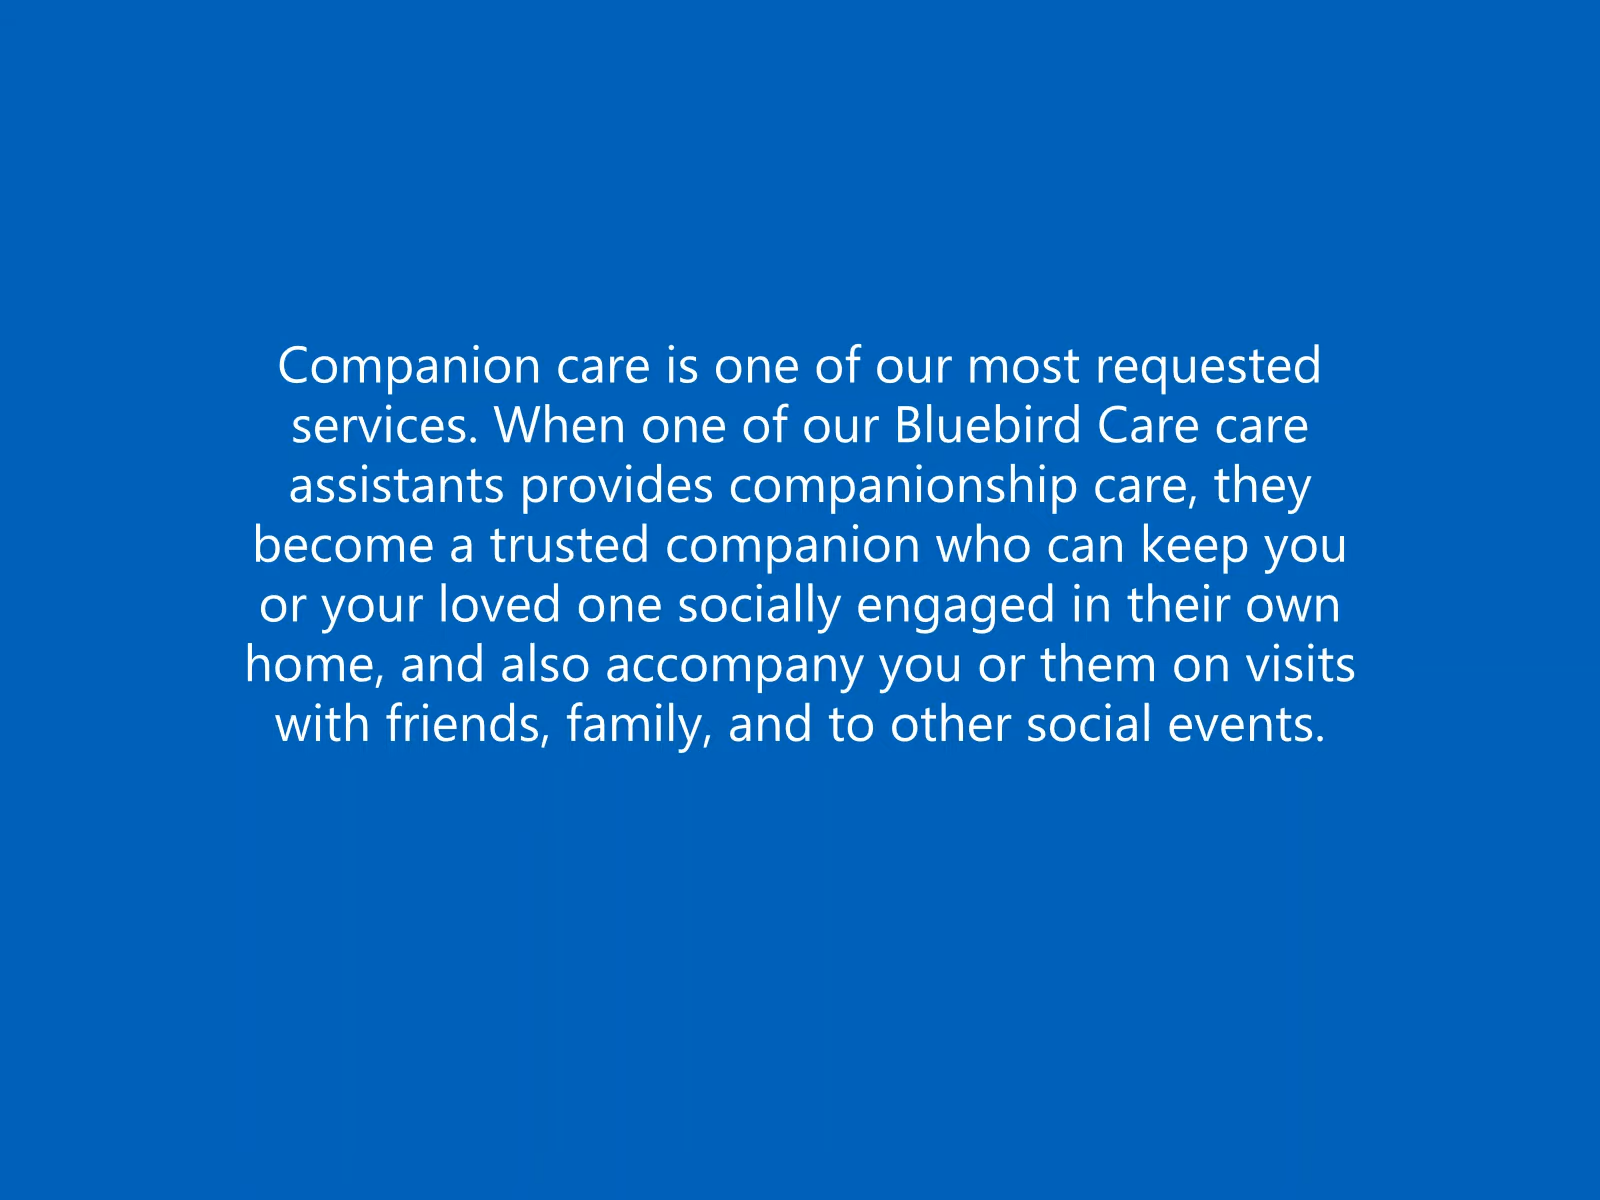 Companion care is one of our most requested
services. When one of our Bluebird Care care
assistants provides companionship care, they
become a trusted companion who can keep you
or your loved one socially engaged in their own
home, and also accompany you or them on visits
with friends, family, and to other social events.